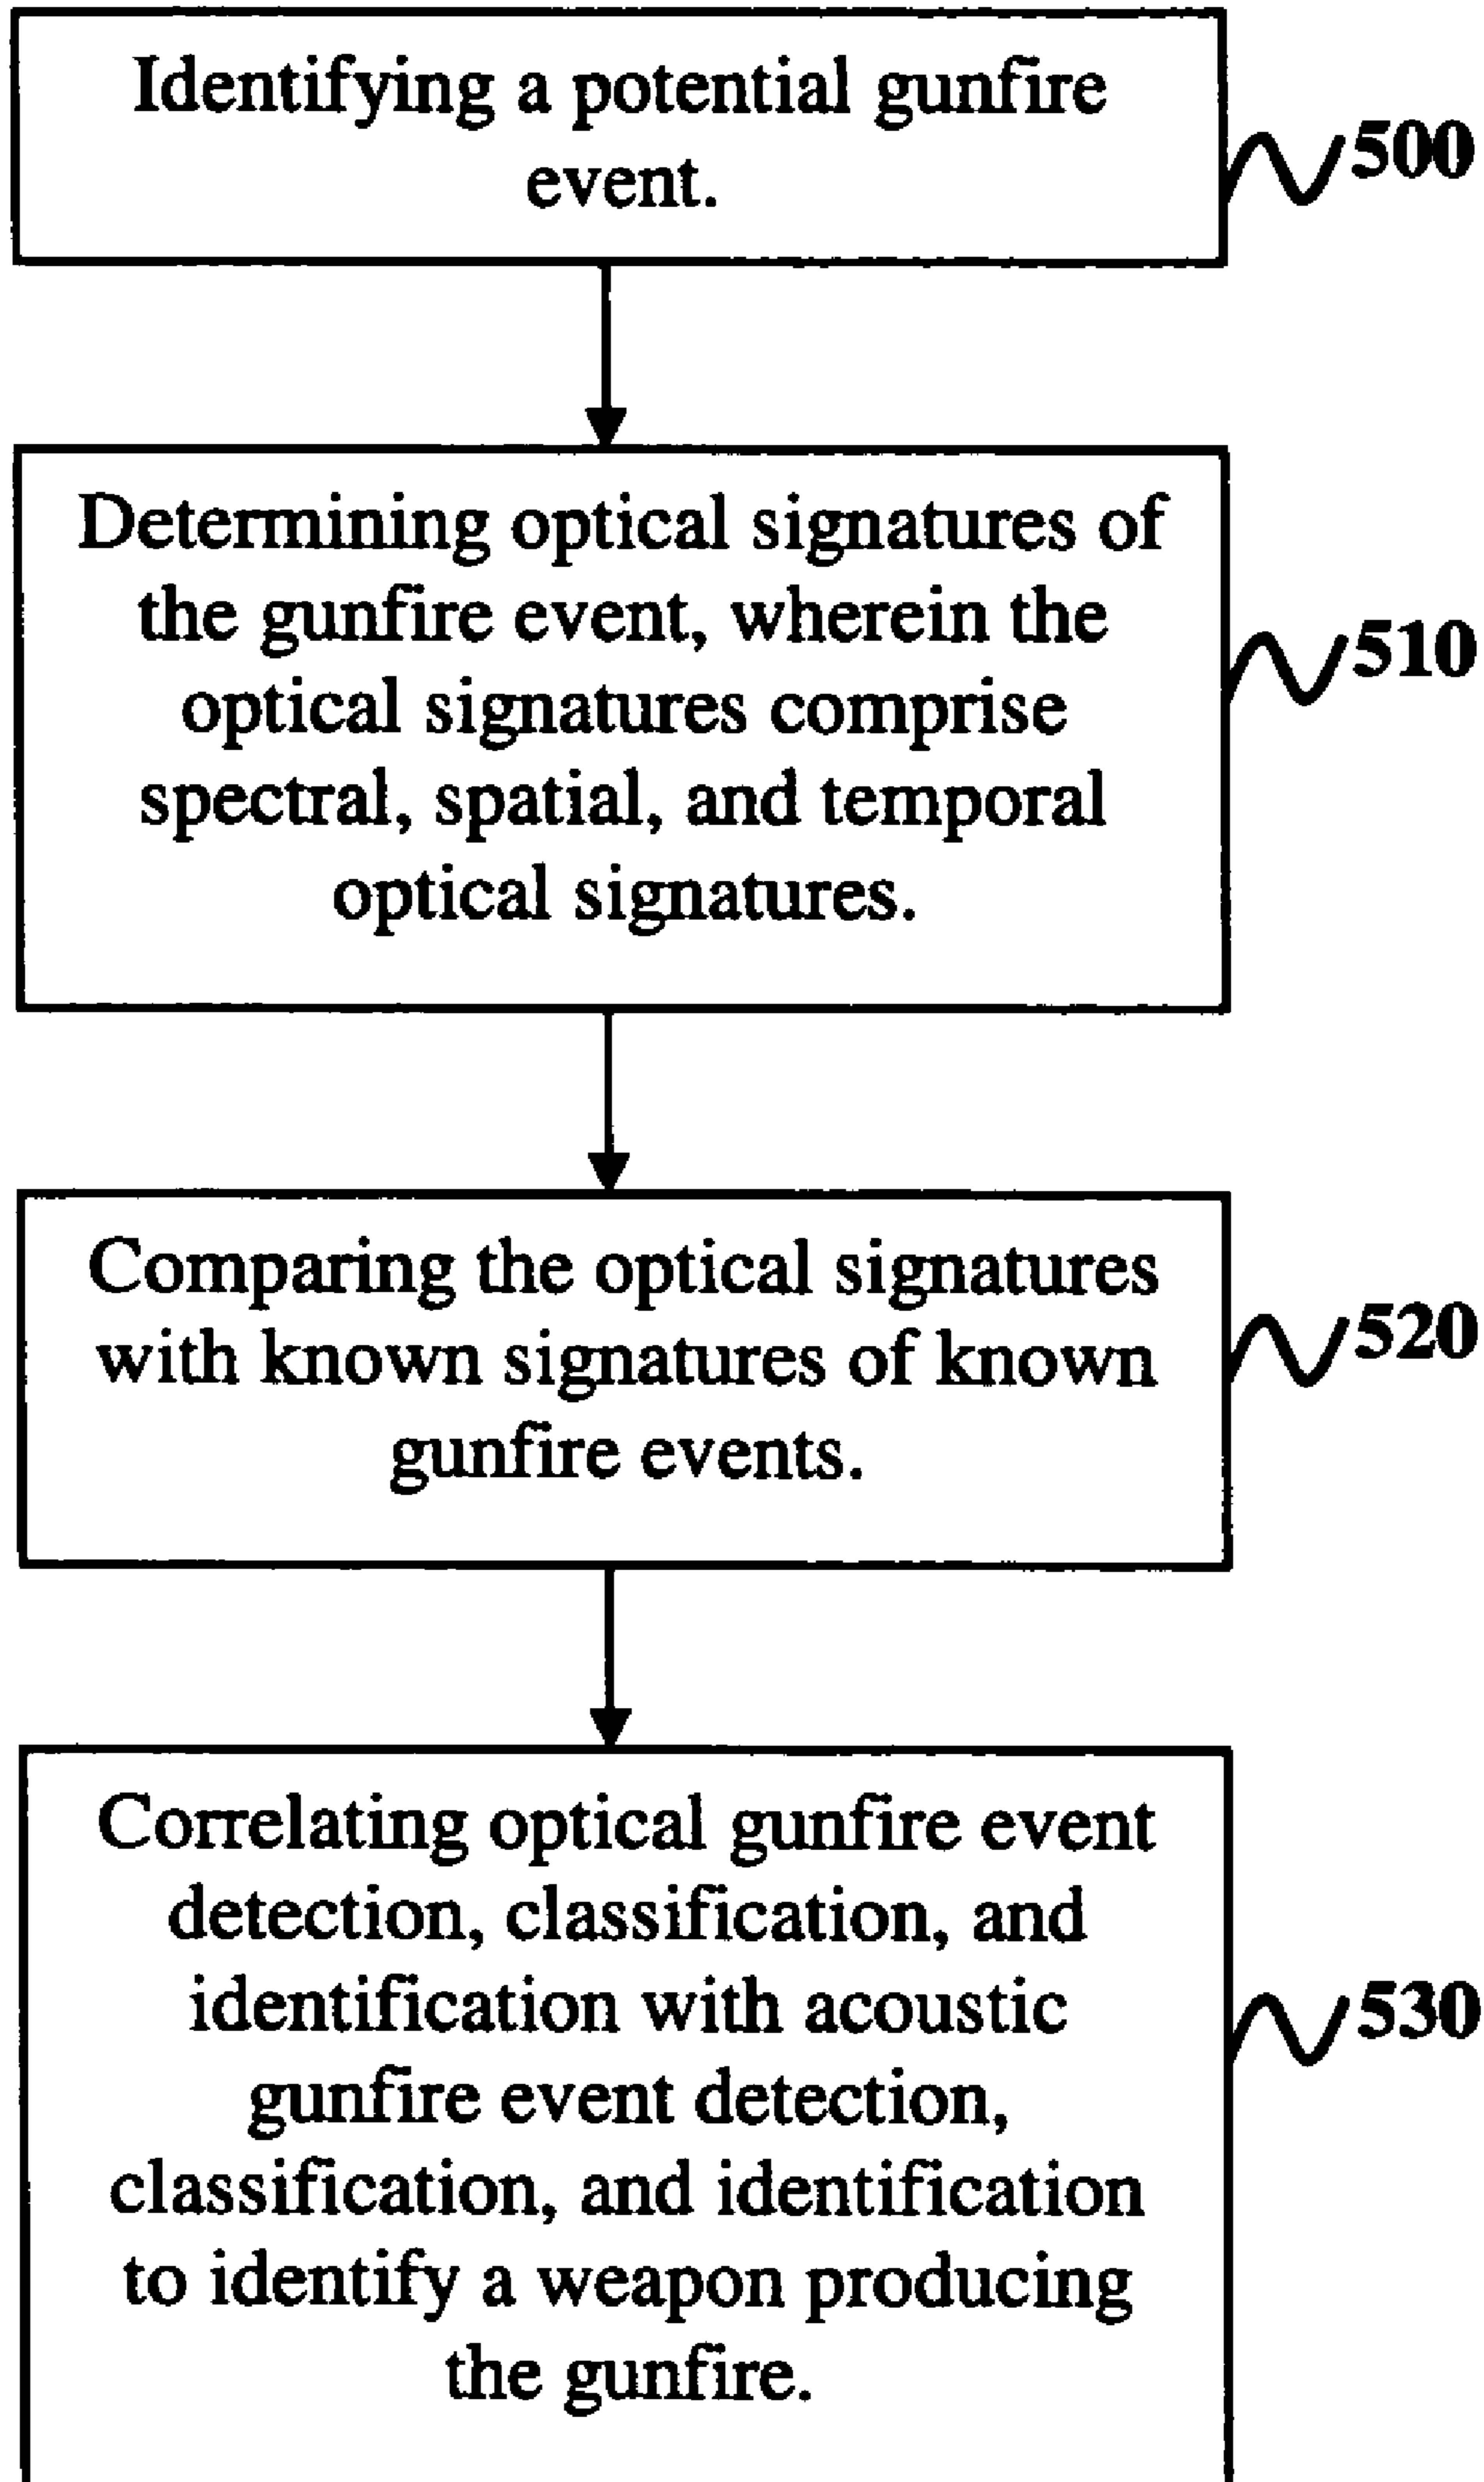 Identifying a potential gunfire
event.
500
Determining optical signatures of
the gunfire event, wherein the
optical signatures comprise
spectral, spatial, and temporal
optical signatures.
510
Comparing the optical signatures
with known signatures of known
gunfire events.
520
Correlating optical gunfire event
detection, classification, and
identification with acoustic
gunfire event detection,
classification, and identification
to identify a weapon producing
the gunfire.
530